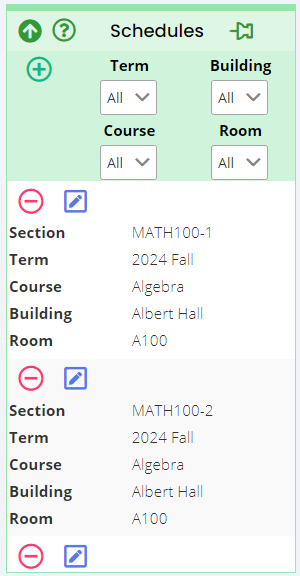 Schedules
Term Building
All All
Course Room
All All
Section MATH100-1
Term 2024 Fall
Course Algebra
Building Albert Hall
Room A100
Section MATH100-2
Term 2024 Fall
Course Algebra
Building Albert Hall
Room A100